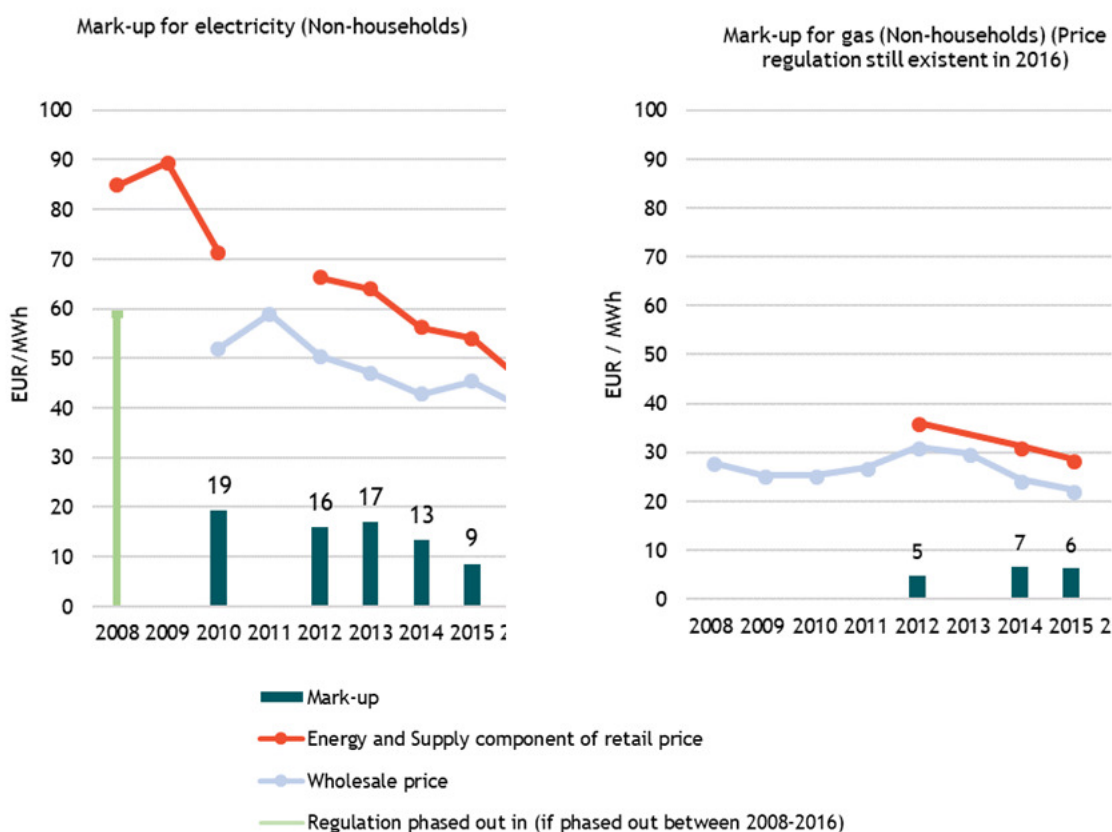 Mark-up for electricity (Non-households)
100
90
80
70
60
50
40
30
20
10
0
EUR/MWh
19
16
17
13
9
2008 2009 2010 2011 2012 2013 2014 2015 2
Mark-up for gas (Non-households) (Price
regulation still existent in 2016)
100
90
80
70
60
50
40
30
20
10
0
EUR / MWh
5
7
6
2008 2009 2010 2011 2012 2013 2014 2015 2
Mark-up
Energy and Supply component of retail price
Wholesale price
Regulation phased out in (if phased out between 2008-2016)